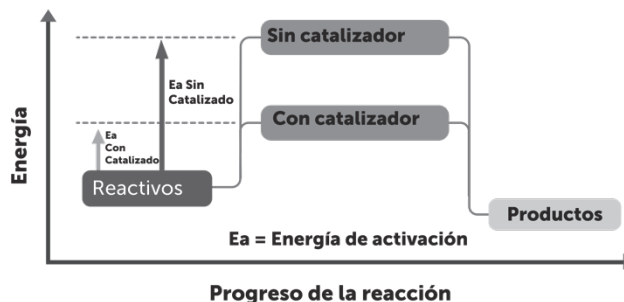 Sin catalizador
Ea Sin
Catalizado
Con catalizador
Ea
Con
Catalizado
Reactivos
Productos
Ea = Energía de activación
Energía
Progreso de la reacción